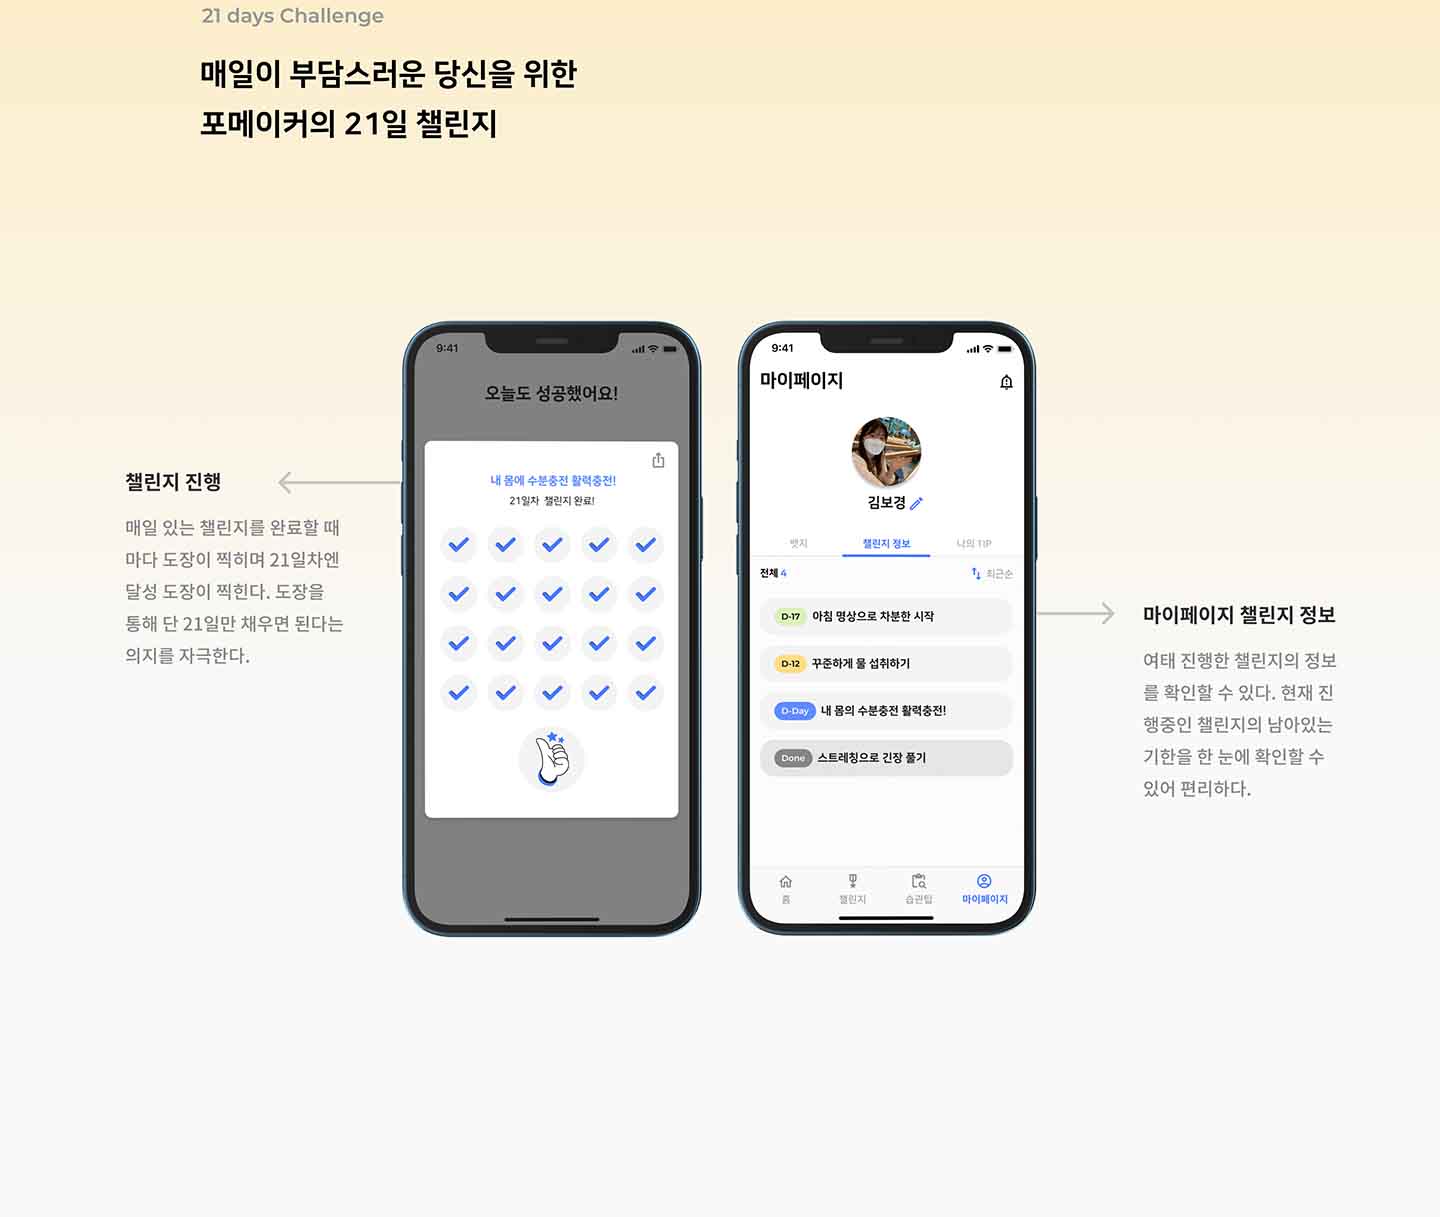 21 days Challenge
매일이 부담스러운 당신을 위한
포메이커의 21일 챌린지
챌린지 진행
매일 있는 챌린지를 완료할 때
마다 도장이 찍히며 21일차엔
달성 도장이 찍힌다. 도장을
통해 단 21일만 채우면 된다는
의지를 자극한다.
9:41
오늘도 성공했어요!
내 몸에 수분충전 활력충전!
21일차 챌린지 완료!
9:41
마이페이지
김보경
뱃지
챌린지 정보
나의 TIP
전체 4
최근순
D-17 아침 명상으로 차분한 시작
D-12 꾸준하게 물 섭취하기
D-Day 내 몸의 수분충전 활력충전!
Done 스트레칭으로 긴장 풀기
홈
챌린지
습관팁
마이페이지
마이페이지 챌린지 정보
여태 진행한 챌린지의 정보
를 확인할 수 있다. 현재 진
행중인 챌린지의 남아있는
기한을 한 눈에 확인할 수
있어 편리하다.